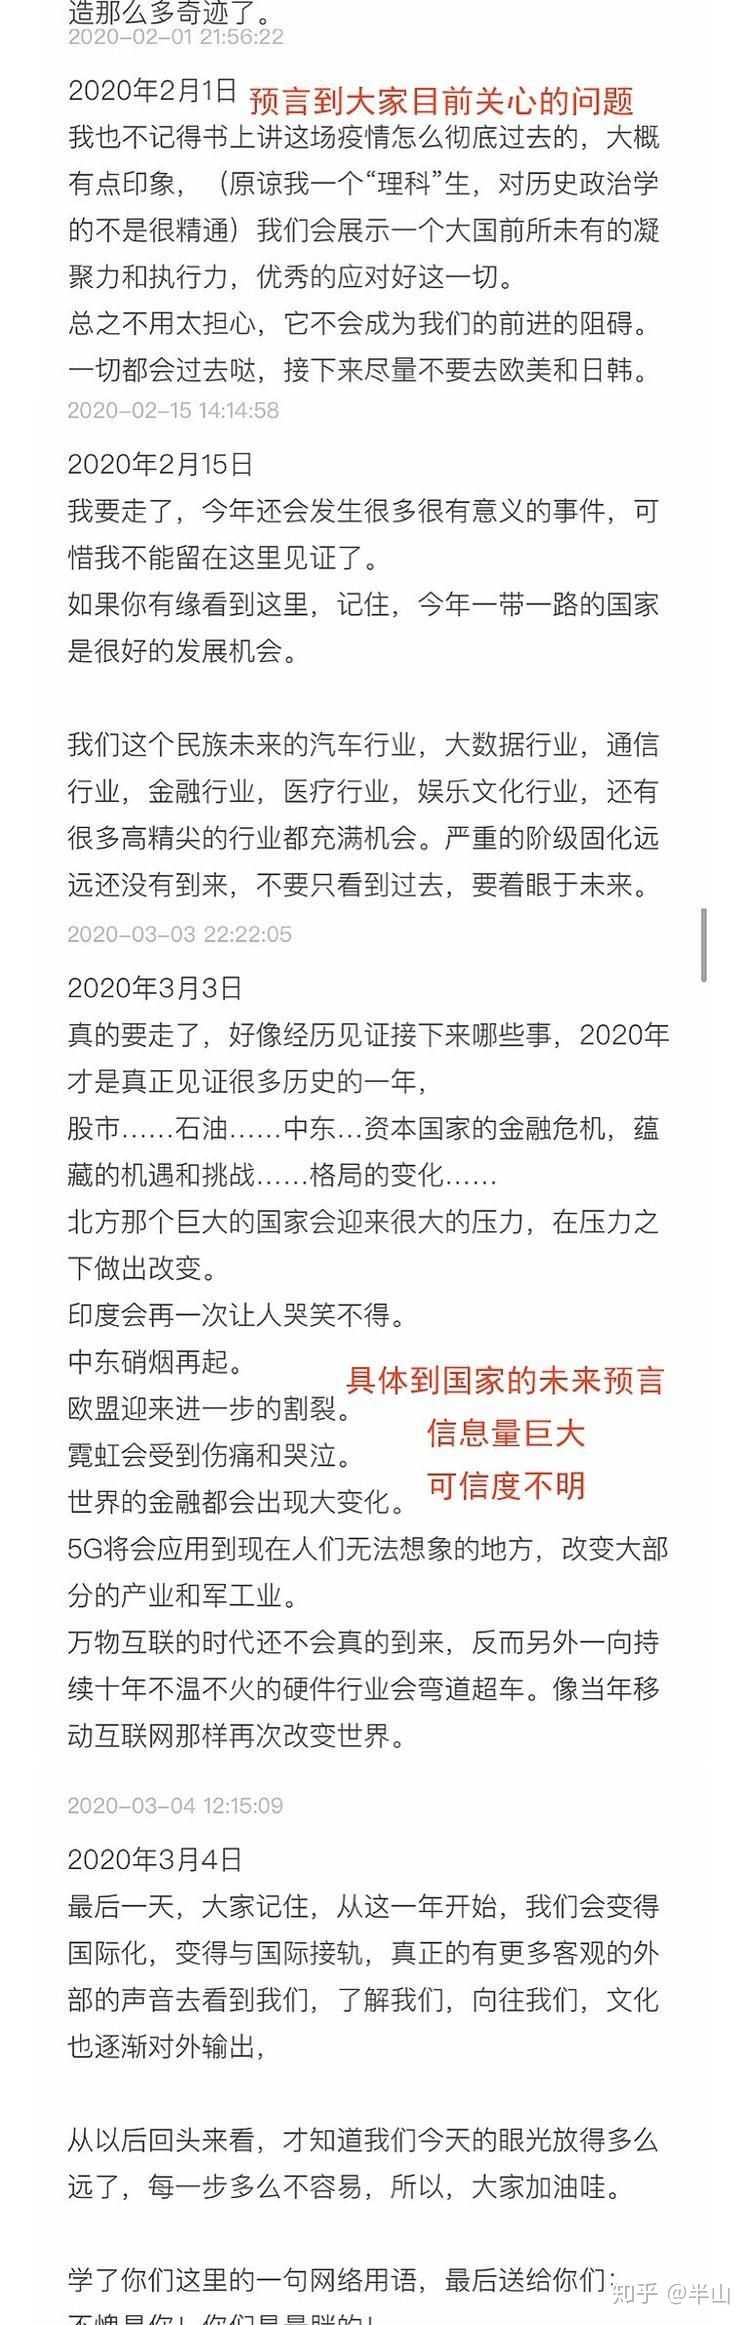 造那么多奇迹了。
2020-02-01 21:56:22
2020年2月1日
预言到大家目前关心的问题
我也不记得书上讲这场疫情怎么彻底过去的，大概
有点印象，（原谅我一个“理科”生，对历史政治学
的不是很精通）我们会展示一个大国前所未有的凝
聚力和执行力，优秀的应对好这一切。
总之不用太担心，它不会成为我们的前进的阻碍。
一切都会过去哒，接下来尽量不要去欧美和日韩。
2020-02-15 14:14:58
2020年2月15日
我要走了，今年还会发生很多很有意义的事件，可
惜我不能留在这里见证了。
如果你有缘看到这里，记住，今年一带一路的国家
是很好的发展机会。
我们这个民族未来的汽车行业，大数据行业，通信
行业，金融行业，医疗行业，娱乐文化行业，还有
很多高精尖的行业都充满机会。严重的阶级固化远
远还没有到来，不要只看到过去，要着眼于未来。
2020-03-03 22:22:05
2020年3月3日
真的要走了，好像经历见证接下来哪些事，2020年
才是真正见证很多历史的一年，
股市……石油……中东…资本国家的金融危机，蕴
藏的机遇和挑战……格局的变化……
北方那个巨大的国家会迎来很大的压力，在压力之
下做出改变。
印度会再一次让人哭笑不得。
中东硝烟再起。
具体到国家的未来预言
欧盟迎来进一步的割裂。
信息量巨大
霓虹会受到伤痛和哭泣。
可信度不明
世界的金融都会出现大变化。
5G将会应用到现在人们无法想象的地方，改变大部
分的产业和军工业。
万物互联的时代还不会真的到来，反而另外一向持
续十年不温不火的硬件行业会弯道超车。像当年移
动互联网那样再次改变世界。
2020-03-04 12:15:09
2020年3月4日
最后一天，大家记住，从这一年开始，我们会变得
国际化，变得与国际接轨，真正的有更多客观的外
部的声音去看到我们，了解我们，向往我们，文化
也逐渐对外输出，
从以后回头来看，才知道我们今天的眼光放得多么
远了，每一步多么不容易，所以，大家加油哇。
学了你们这里的一句网络用语，最后送给你们：
知乎 @半山
不愧是你！你们是最胖的！